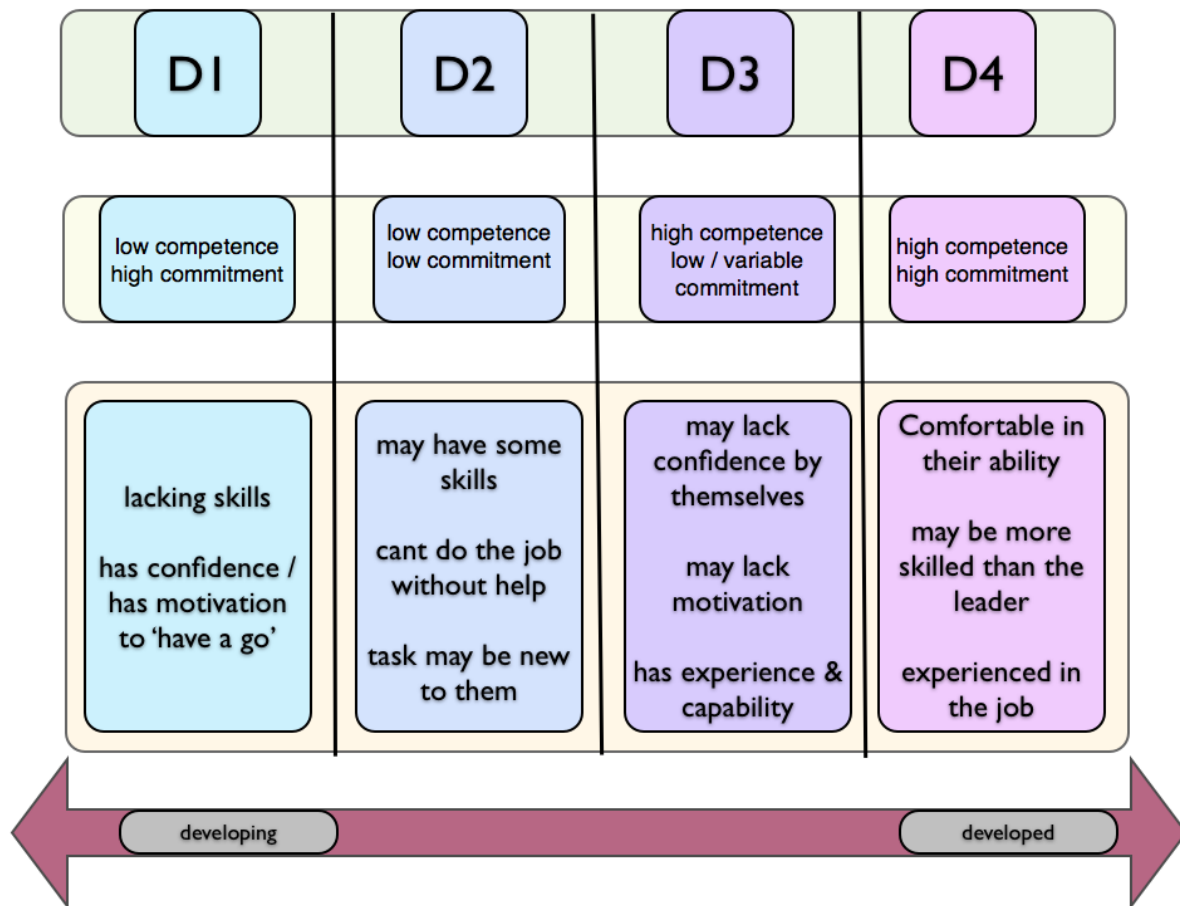 D1
D2
D3
D4
low competence
high commitment
low competence
low commitment
high competence
low / variable
commitment
high competence
high commitment
lacking skills
has confidence /
has motivation
to ‘have a go’
may have some
skills
cant do the job
without help
task may be new
to them
may lack
confidence by
themselves
may lack
motivation
has experience &
capability
Comfortable in
their ability
may be more
skilled than the
leader
experienced in
the job
developing
developed